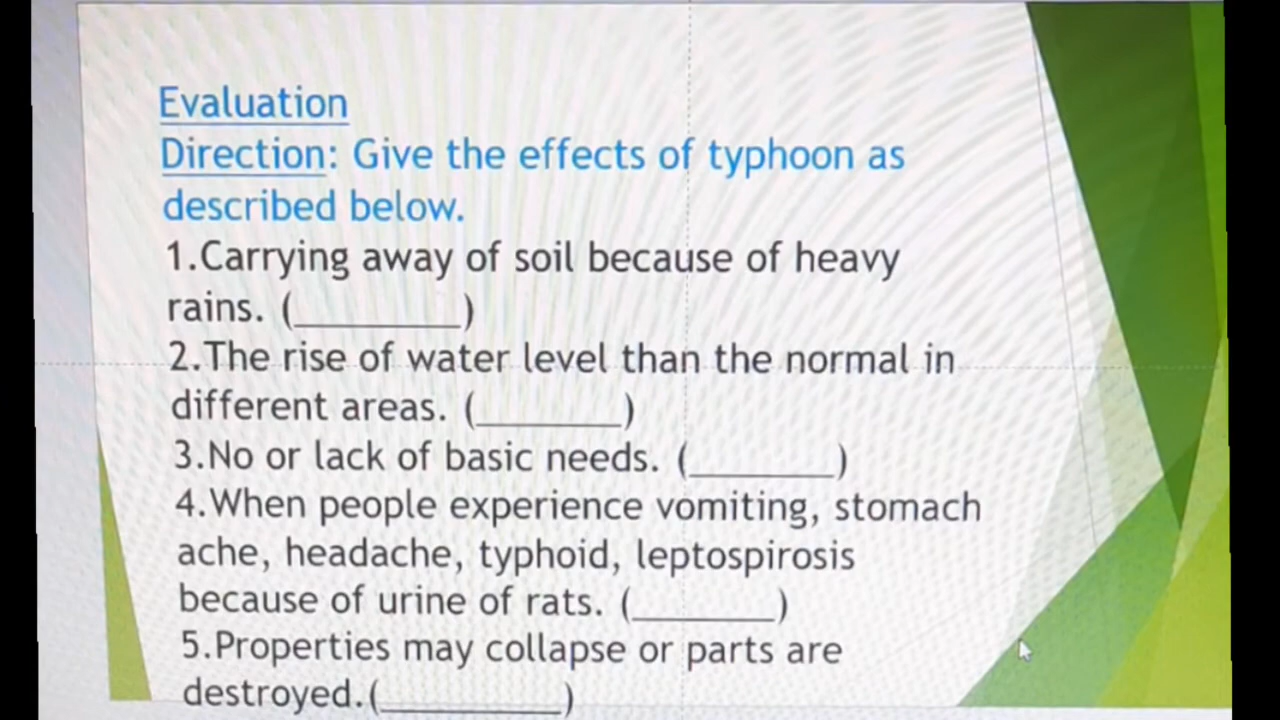 Evaluation
Direction: Give the effects of typhoon as
described below.
1.Carrying away of soil because of heavy
rains. (_________)
2.The rise of water level than the normal in
different areas. (________)
3.No or lack of basic needs. (________)
4.When people experience vomiting, stomach
ache, headache, typhoid, leptospirosis
because of urine of rats. (________)
5.Properties may collapse or parts are
destroyed.(__________)